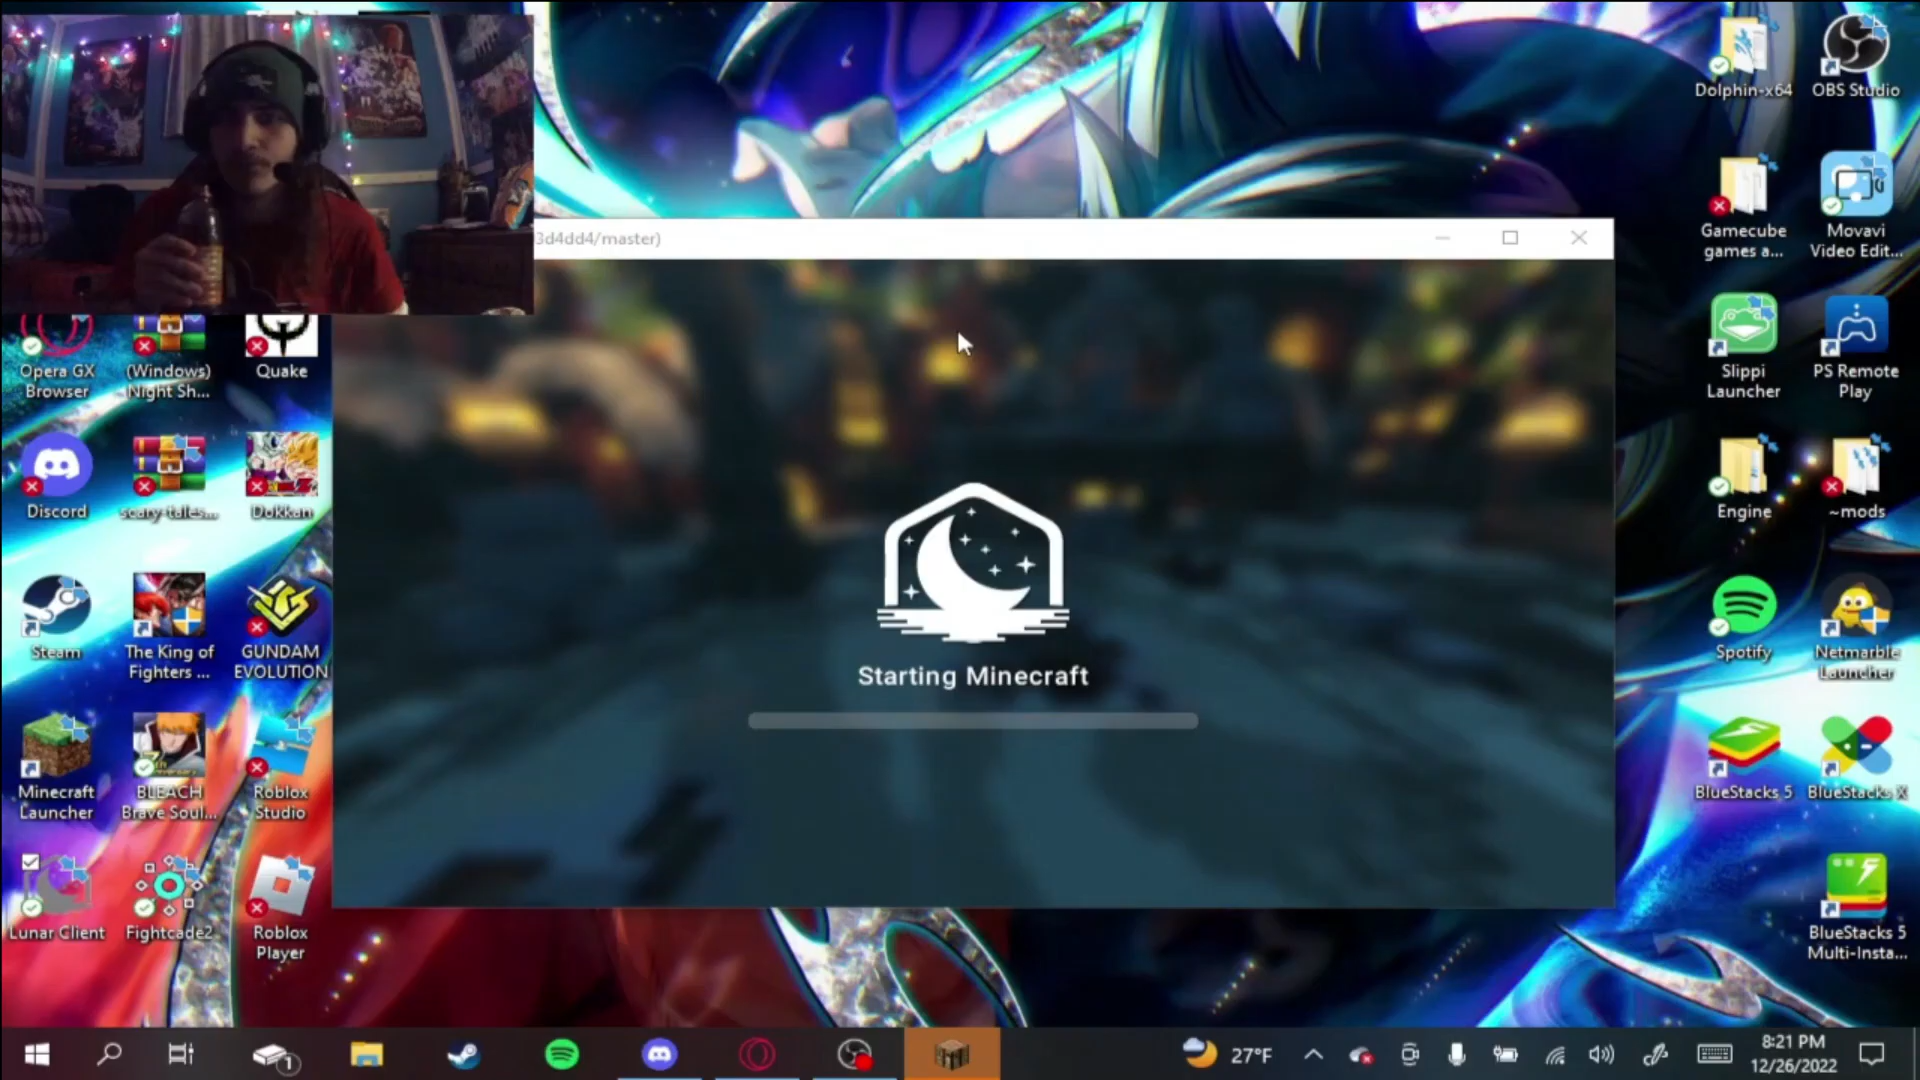 Dolphin-x64
OBS Studio
Gamecube
games a...
Movavi
Video Edit...
3d4dd4/master)
Opera GX
Browser
(Windows)
Night Sh...
Quake
Slippi
Launcher
PS Remote
Play
Discord
scary-tales...
Dokkan
Engine
~mods
Steam
The King of
Fighters ...
GUNDAM
EVOLUTION
Spotify
Netmarble
Launcher
Starting Minecraft
Minecraft
Launcher
BLEACH
Brave Soul...
Roblox
Studio
BlueStacks 5
BlueStacks X
Lunar Client
Fightcade2
Roblox
Player
BlueStacks 5
Multi-Insta...
1
27°F
8:21 PM
12/26/2022